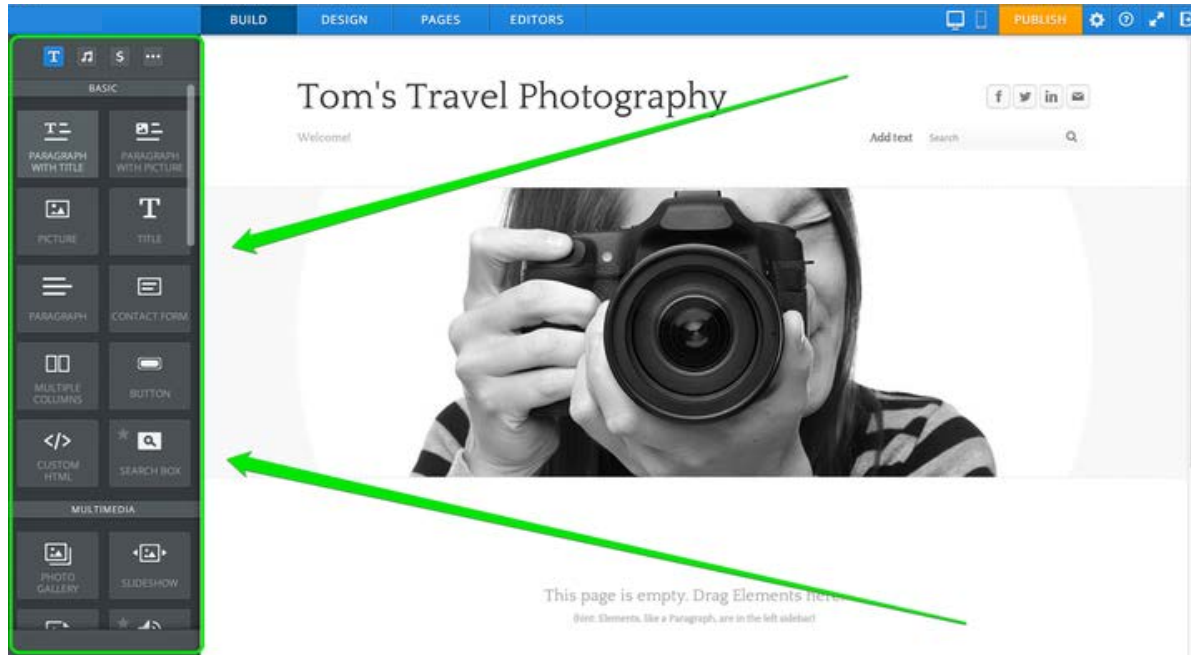 BUILD DESIGN PAGES EDITORS PUBLISH
T $
BASIC
PARAGRAPH WITH TITLE
PARAGRAPH WITH PICTURE
PICTURE
TITLE
PARAGRAPH
CONTACT FORM
MULTIPLE COLUMNS
BUTTON
</>
CUSTOM HTML
SEARCH BOX
MULTIMEDIA
PHOTO GALLERY
SLIDESHOW
Tom's Travel Photography
f in
Welcome!
Add text Search
This page is empty. Drag Elements here.
(hint: Elements, like a Paragraph, are in the left sidebar)